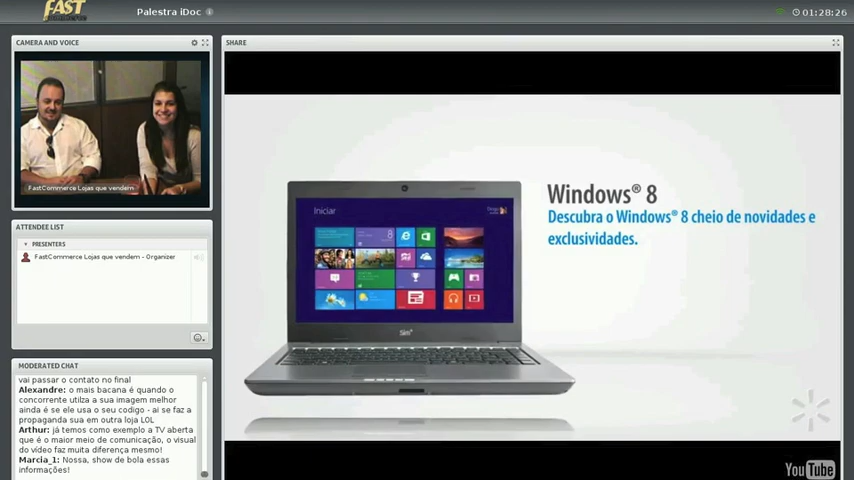 FAST
Palestra iDoc
01:28:26
CAMERA AND VOICE
FastCommerce Lojas que vendem
ATTENDEE LIST
PRESENTERS
FastCommerce Lojas que vendem - Organizer
MODERATED CHAT
vai passar o contato no final
Alexandre: o mais bacana é quando o
concorrente utilza a sua imagem melhor
ainda é se ele usa o seu codigo - ai se faz a
propaganda sua em outra loja LOL
Arthur: já temos como exemplo a TV aberta
que é o maior meio de comunicação, o visual
do vídeo faz muita diferença mesmo!
Marcia_1: Nossa, show de bola essas
informações!
SHARE
Iniciar
Windows® 8
Descubra o Windows® 8 cheio de novidades e
exclusividades.
YouTube